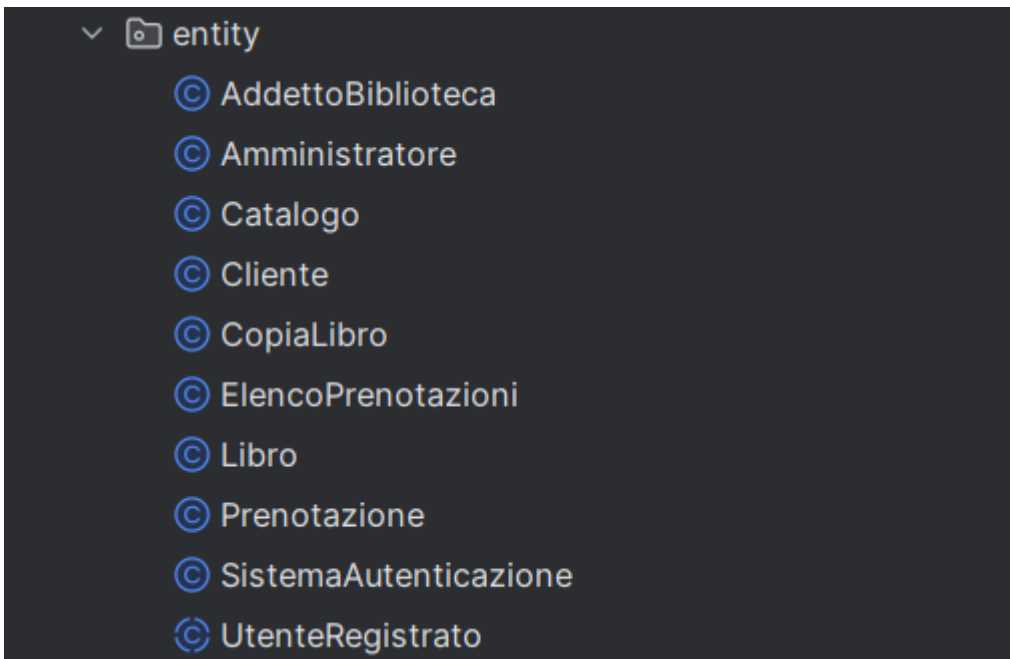 entity
AddettoBiblioteca
Amministratore
Catalogo
Cliente
CopiaLibro
ElencoPrenotazioni
Libro
Prenotazione
SistemaAutenticazione
UtenteRegistrato